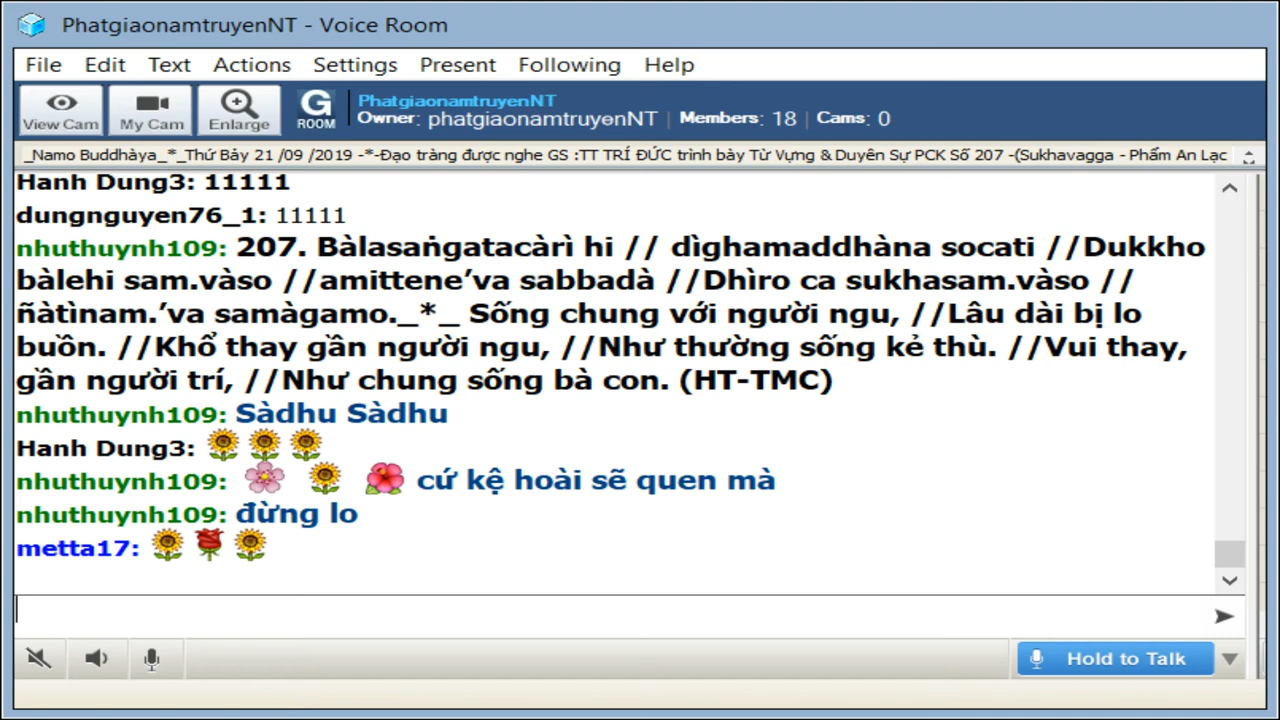 PhatgiaonamtruyenNT - Voice Room
File Edit Text Actions Settings Present Following Help
View Cam My Cam Enlarge G ROOM
PhatgiaonamtruyenNT
Owner: phatgiaonamtruyenNT | Members: 18 | Cams: 0
_Namo Buddhàya_*_Thứ Bảy 21 /09 /2019 -*-Đạo tràng được nghe GS :TT TRÍ ĐỨC trình bày Từ Vựng & Duyên Sự PCK Số 207 -(Sukhavagga - Phẩm An Lạc
Hanh Dung3: 11111
dungnguyen76_1: 11111
nhuthuynh109: 207. Bàlasaṅgatacàrì hi // dìghamaddhàna socati //Dukkho
bàlehi sam.vàso //amittene’va sabbadà //Dhìro ca sukhasam.vàso //
ñàtìnam.’va samàgamo._*_ Sống chung với người ngu, //Lâu dài bị lo
buồn. //Khổ thay gần người ngu, //Như thường sống kẻ thù. //Vui thay,
gần người trí, //Như chung sống bà con. (HT-TMC)
nhuthuynh109: Sàdhu Sàdhu
Hanh Dung3:
nhuthuynh109: cứ kệ hoài sẽ quen mà
nhuthuynh109: đừng lo
metta17:
Hold to Talk